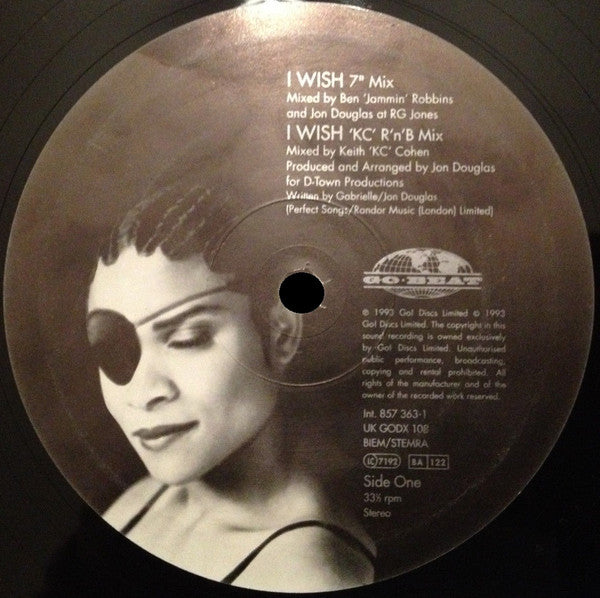 I WISH 7" Mix
Mixed by Ben 'Jammin' Robbins
and Jon Douglas at RG Jones
I WISH 'KC' R'n'B Mix
Mixed by Keith 'KC' Cohen
Produced and Arranged by Jon Douglas
for D-Town Productions
Written by Gabrielle/Jon Douglas
(Perfect Songs/Randor Music (London) Limited)
GO·BEAT
℗ 1993 Go! Discs Limited © 1993
Go! Discs Limited. The copyright in this
sound recording is owned exclusively
by Go! Discs Limited. Unauthorised
public performance, broadcasting,
copying and rental prohibited. All
rights of the manufacturer and of the
owner of the recorded work reserved.
Int. 857 363-1
UK GODX 108
BIEM/STEMRA
LC 7192 BA 122
Side One
33⅓ rpm
Stereo